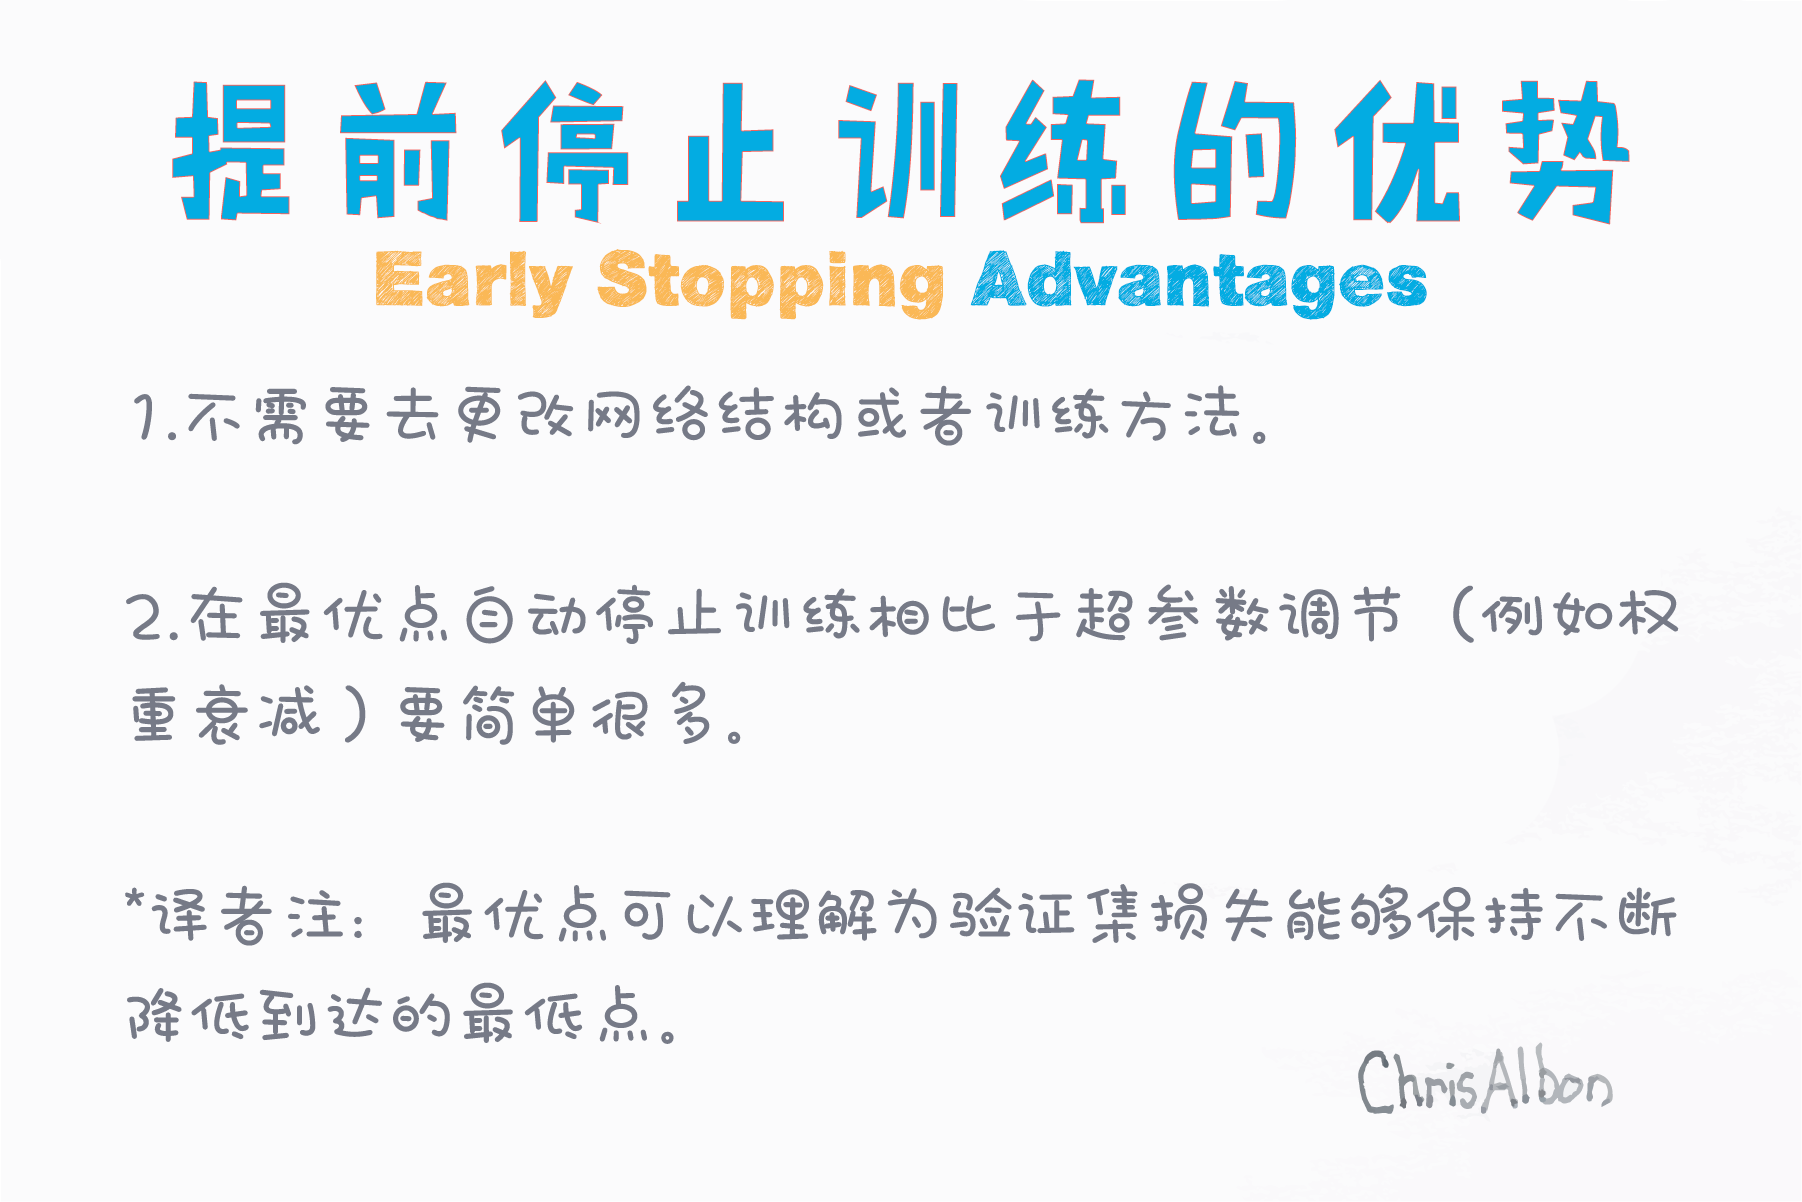 提前停止训练的优势
Early Stopping Advantages
1.不需要去更改网络结构或者训练方法。
2.在最优点自动停止训练相比于超参数调节（例如权
重衰减）要简单很多。
*译者注：最优点可以理解为验证集损失能够保持不断
降低到达的最低点。
ChrisAlbon